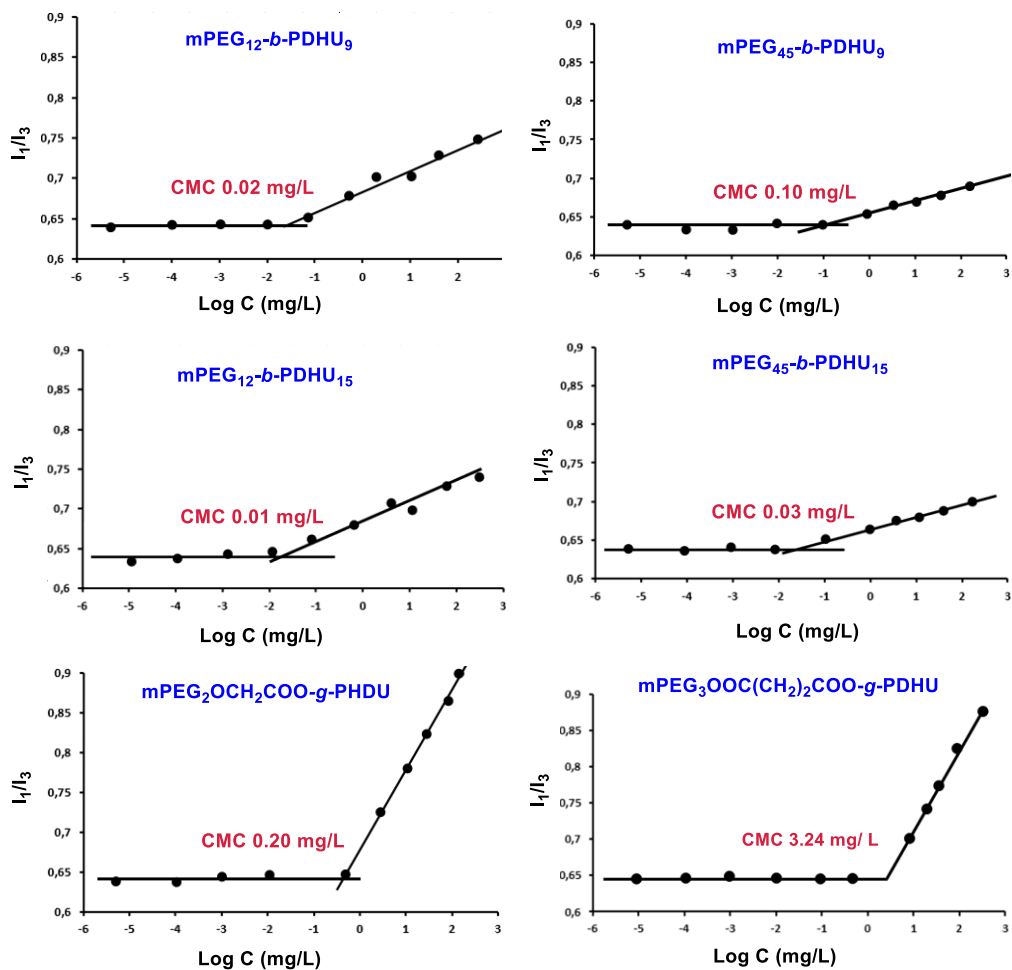 mPEG12-b-PDHU9
I1/I3
0,9
0,85
0,8
0,75
0,7
0,65
0,6
CMC 0.02 mg/L
-6 -5 -4 -3 -2 -1 0 1 2
Log C (mg/L)
mPEG45-b-PDHU9
I1/I3
0,9
0,85
0,8
0,75
0,7
0,65
0,6
CMC 0.10 mg/L
-6 -5 -4 -3 -2 -1 0 1 2 3
Log C (mg/L)
mPEG12-b-PDHU15
I1/I3
0,9
0,85
0,8
0,75
0,7
0,65
0,6
CMC 0.01 mg/L
-6 -5 -4 -3 -2 -1 0 1 2 3
Log C (mg/L)
mPEG45-b-PDHU15
I1/I3
0,9
0,85
0,8
0,75
0,7
0,65
0,6
CMC 0.03 mg/L
-6 -5 -4 -3 -2 -1 0 1 2 3
Log C (mg/L)
mPEG2OCH2COO-g-PHDU
I1/I3
0,9
0,85
0,8
0,75
0,7
0,65
0,6
CMC 0.20 mg/L
-6 -5 -4 -3 -2 -1 0 1 2 3
Log C (mg/L)
mPEG3OOC(CH2)2COO-g-PDHU
I1/I3
0,9
0,85
0,8
0,75
0,7
0,65
0,6
CMC 3.24 mg/ L
-6 -5 -4 -3 -2 -1 0 1 2 3
Log C (mg/L)